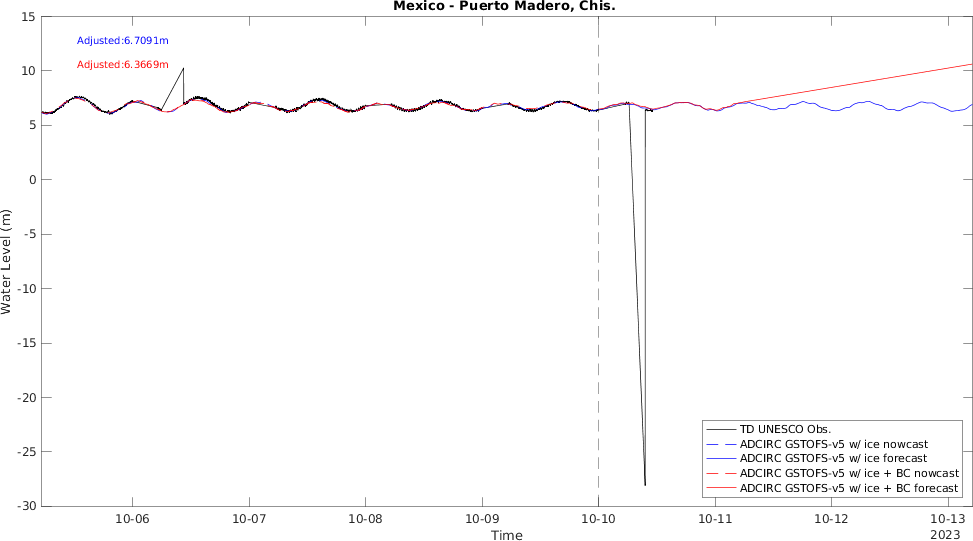 Mexico - Puerto Madero, Chis.
15
10
5
0
-5
-10
-15
-20
-25
-30
Water Level (m)
Adjusted:6.7091m
Adjusted:6.3669m
TD UNESCO Obs.
ADCIRC GSTOFS-v5 w/ ice nowcast
ADCIRC GSTOFS-v5 w/ ice forecast
ADCIRC GSTOFS-v5 w/ ice + BC nowcast
ADCIRC GSTOFS-v5 w/ ice + BC forecast
10-06 10-07 10-08 10-09 10-10 10-11 10-12 10-13
2023
Time